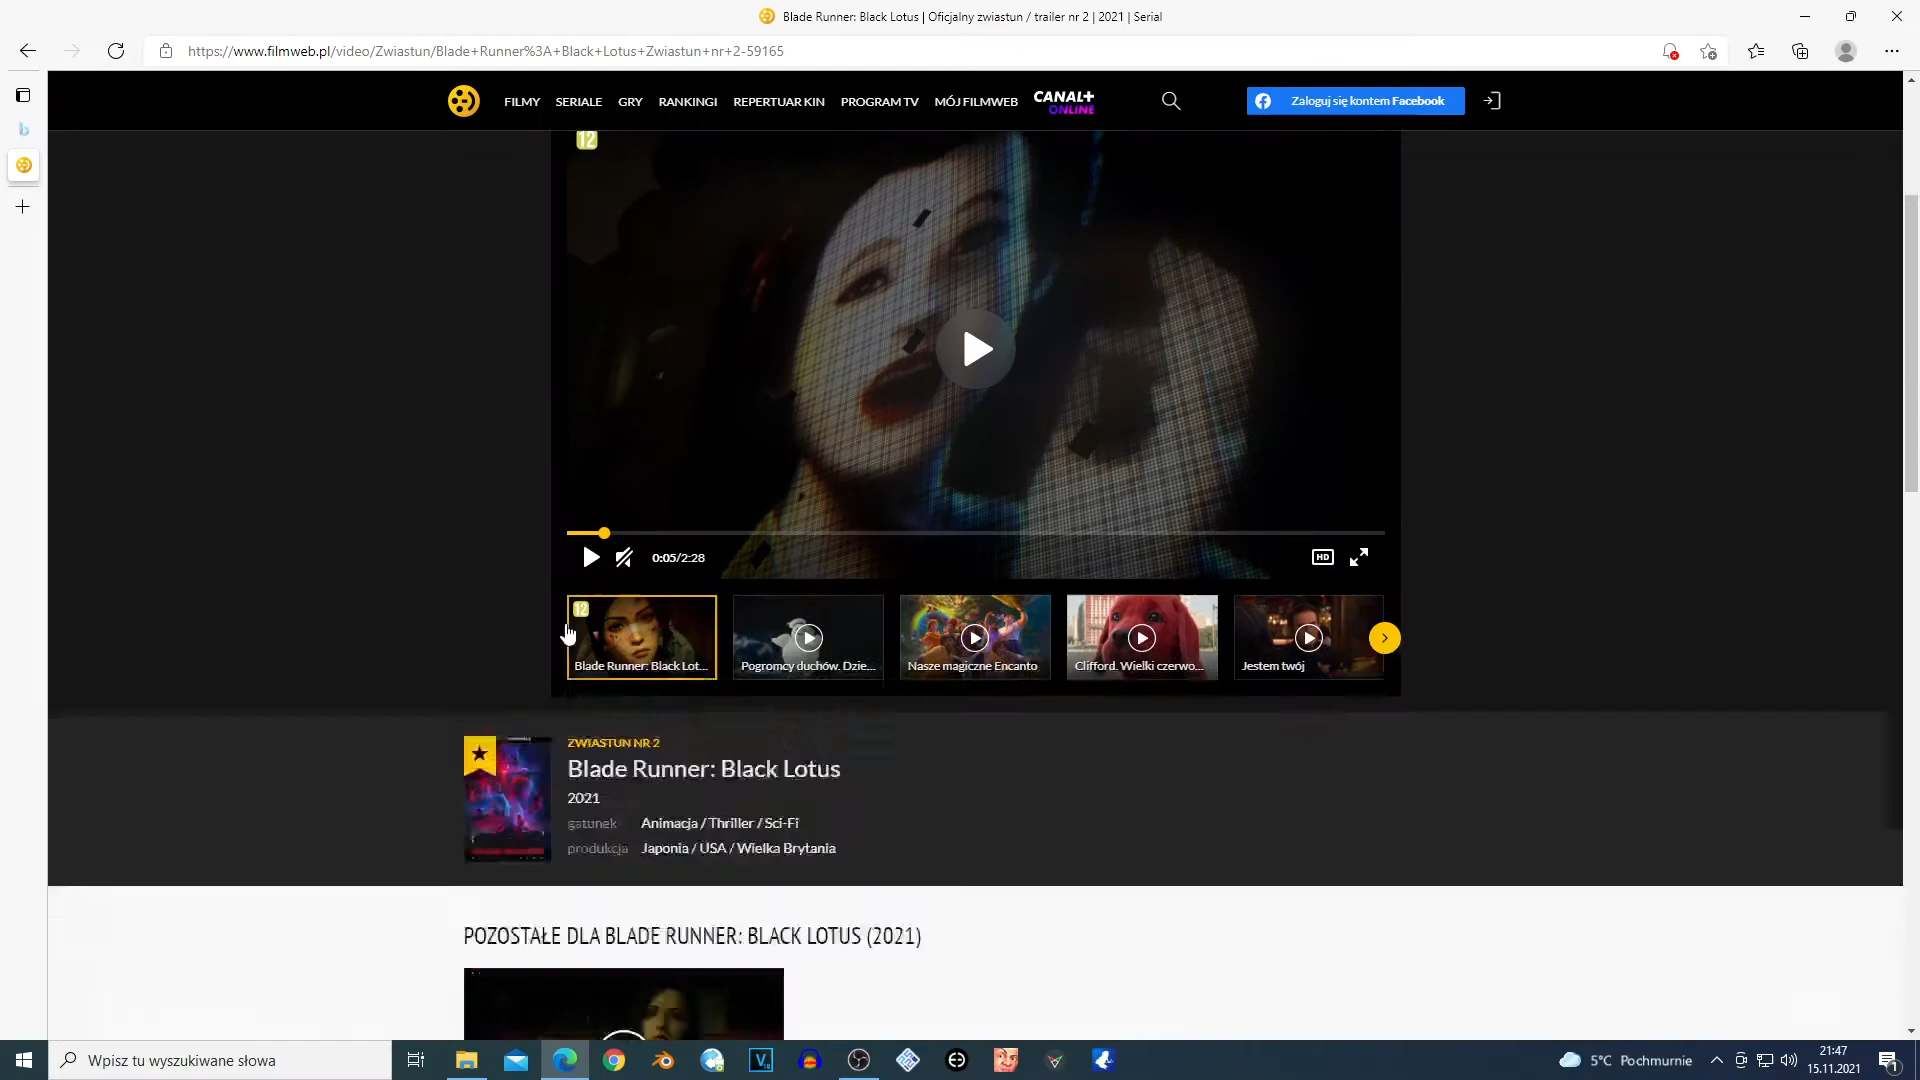 Blade Runner: Black Lotus | Oficjalny zwiastun / trailer nr 2 | 2021 | Serial
https://www.filmweb.pl/video/Zwiastun/Blade+Runner%3A+Black+Lotus+Zwiastun+nr+2-59165
FILMY SERIALE GRY RANKINGI REPERTUAR KIN PROGRAM TV MÓJ FILMWEB CANAL+ ONLINE
Zaloguj się kontem Facebook
12
0:05/2:28
HD
12
Blade Runner: Black Lot...
Pogromcy duchów. Dzie...
Nasze magiczne Encanto
Clifford. Wielki czerwo...
Jestem twój
ZWIASTUN NR 2
Blade Runner: Black Lotus
2021
gatunek Animacja / Thriller / Sci-Fi
produkcja Japonia / USA / Wielka Brytania
POZOSTAŁE DLA BLADE RUNNER: BLACK LOTUS (2021)
Wpisz tu wyszukiwane słowa
5°C Pochmurnie
21:47
15.11.2021
1